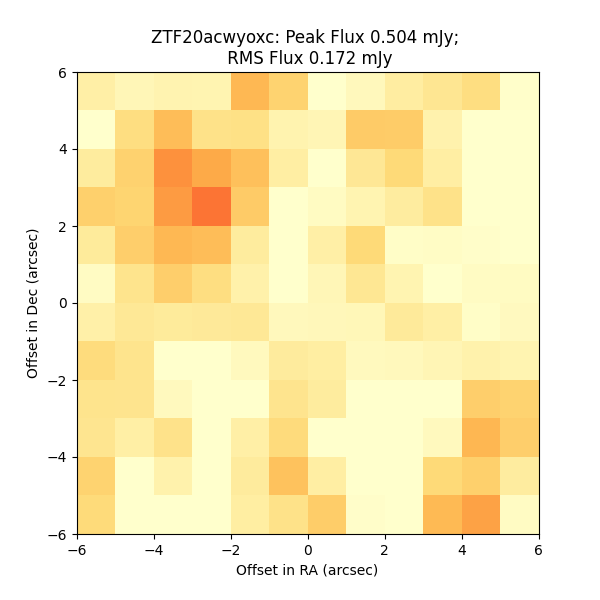 ZTF20acwyoxc: Peak Flux 0.504 mJy;
RMS Flux 0.172 mJy
6
4
2
0
−2
−4
−6
Offset in Dec (arcsec)
−6 −4 −2 0 2 4 6
Offset in RA (arcsec)